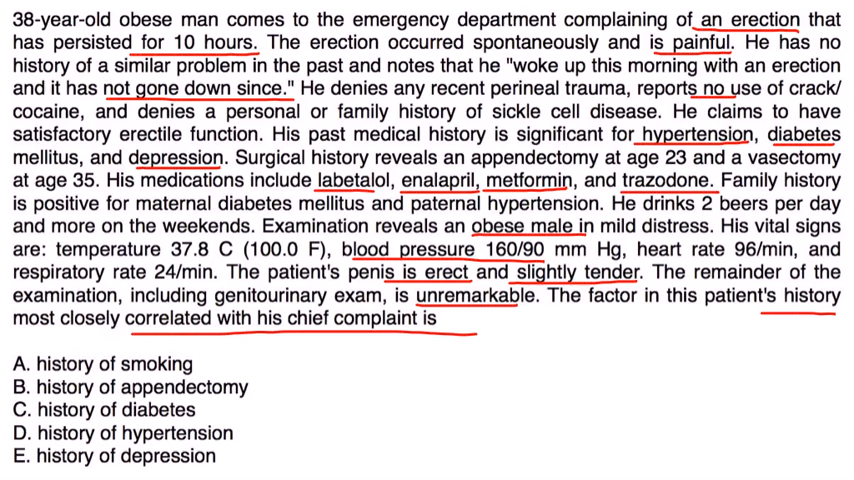 38-year-old obese man comes to the emergency department complaining of an erection that
has persisted for 10 hours. The erection occurred spontaneously and is painful. He has no
history of a similar problem in the past and notes that he "woke up this morning with an erection
and it has not gone down since." He denies any recent perineal trauma, reports no use of crack/
cocaine, and denies a personal or family history of sickle cell disease. He claims to have
satisfactory erectile function. His past medical history is significant for hypertension, diabetes
mellitus, and depression. Surgical history reveals an appendectomy at age 23 and a vasectomy
at age 35. His medications include labetalol, enalapril, metformin, and trazodone. Family history
is positive for maternal diabetes mellitus and paternal hypertension. He drinks 2 beers per day
and more on the weekends. Examination reveals an obese male in mild distress. His vital signs
are: temperature 37.8 C (100.0 F), blood pressure 160/90 mm Hg, heart rate 96/min, and
respiratory rate 24/min. The patient's penis is erect and slightly tender. The remainder of the
examination, including genitourinary exam, is unremarkable. The factor in this patient's history
most closely correlated with his chief complaint is
A. history of smoking
B. history of appendectomy
C. history of diabetes
D. history of hypertension
E. history of depression